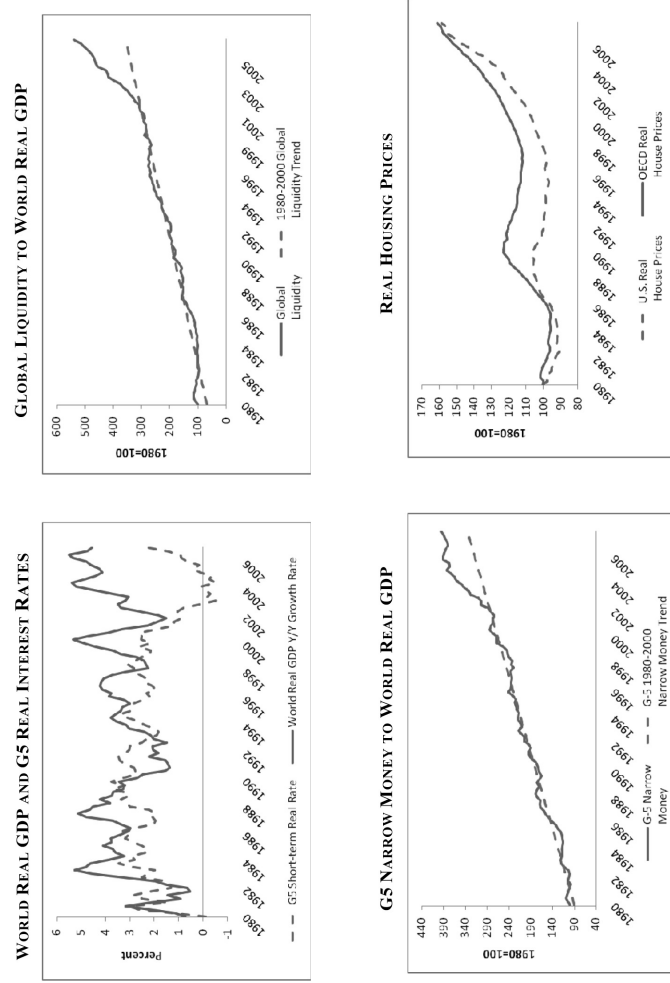 WORLD REAL GDP AND G5 REAL INTEREST RATES
6
5
4
3
2
1
0
-1
Percent
1980 1982 1984 1986 1988 1990 1992 1994 1996 1998 2000 2002 2004 2006
G5 Short-term Real Rate World Real GDP Y/Y Growth Rate
GLOBAL LIQUIDITY TO WORLD REAL GDP
600
500
400
300
200
100
0
1980=100
1980 1982 1984 1986 1988 1990 1992 1994 1996 1999 2001 2003 2005
Global 1980-2000 Global
Liquidity Liquidity Trend
G5 NARROW MONEY TO WORLD REAL GDP
440
390
340
290
240
190
140
90
40
1980=100
1980 1982 1984 1986 1988 1990 1992 1994 1996 1998 2000 2002 2004 2006
G-5 Narrow G-5 1980-2000
Money Narrow Money Trend
REAL HOUSING PRICES
170
160
150
140
130
120
110
100
90
80
1980=100
1980 1982 1984 1986 1988 1990 1992 1994 1996 1998 2000 2002 2004 2006
U.S. Real OECD Real
House Prices House Prices